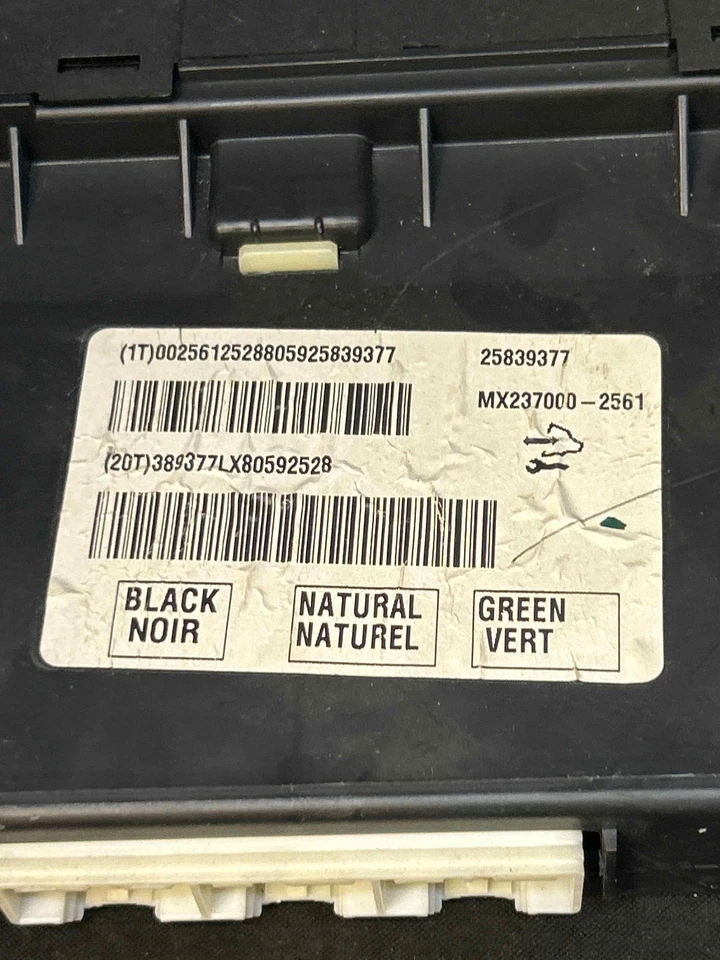 (1T)0025612528805925839377
25839377
MX237000-2561
(20T)389377LX80592528
BLACK
NOIR
NATURAL
NATUREL
GREEN
VERT